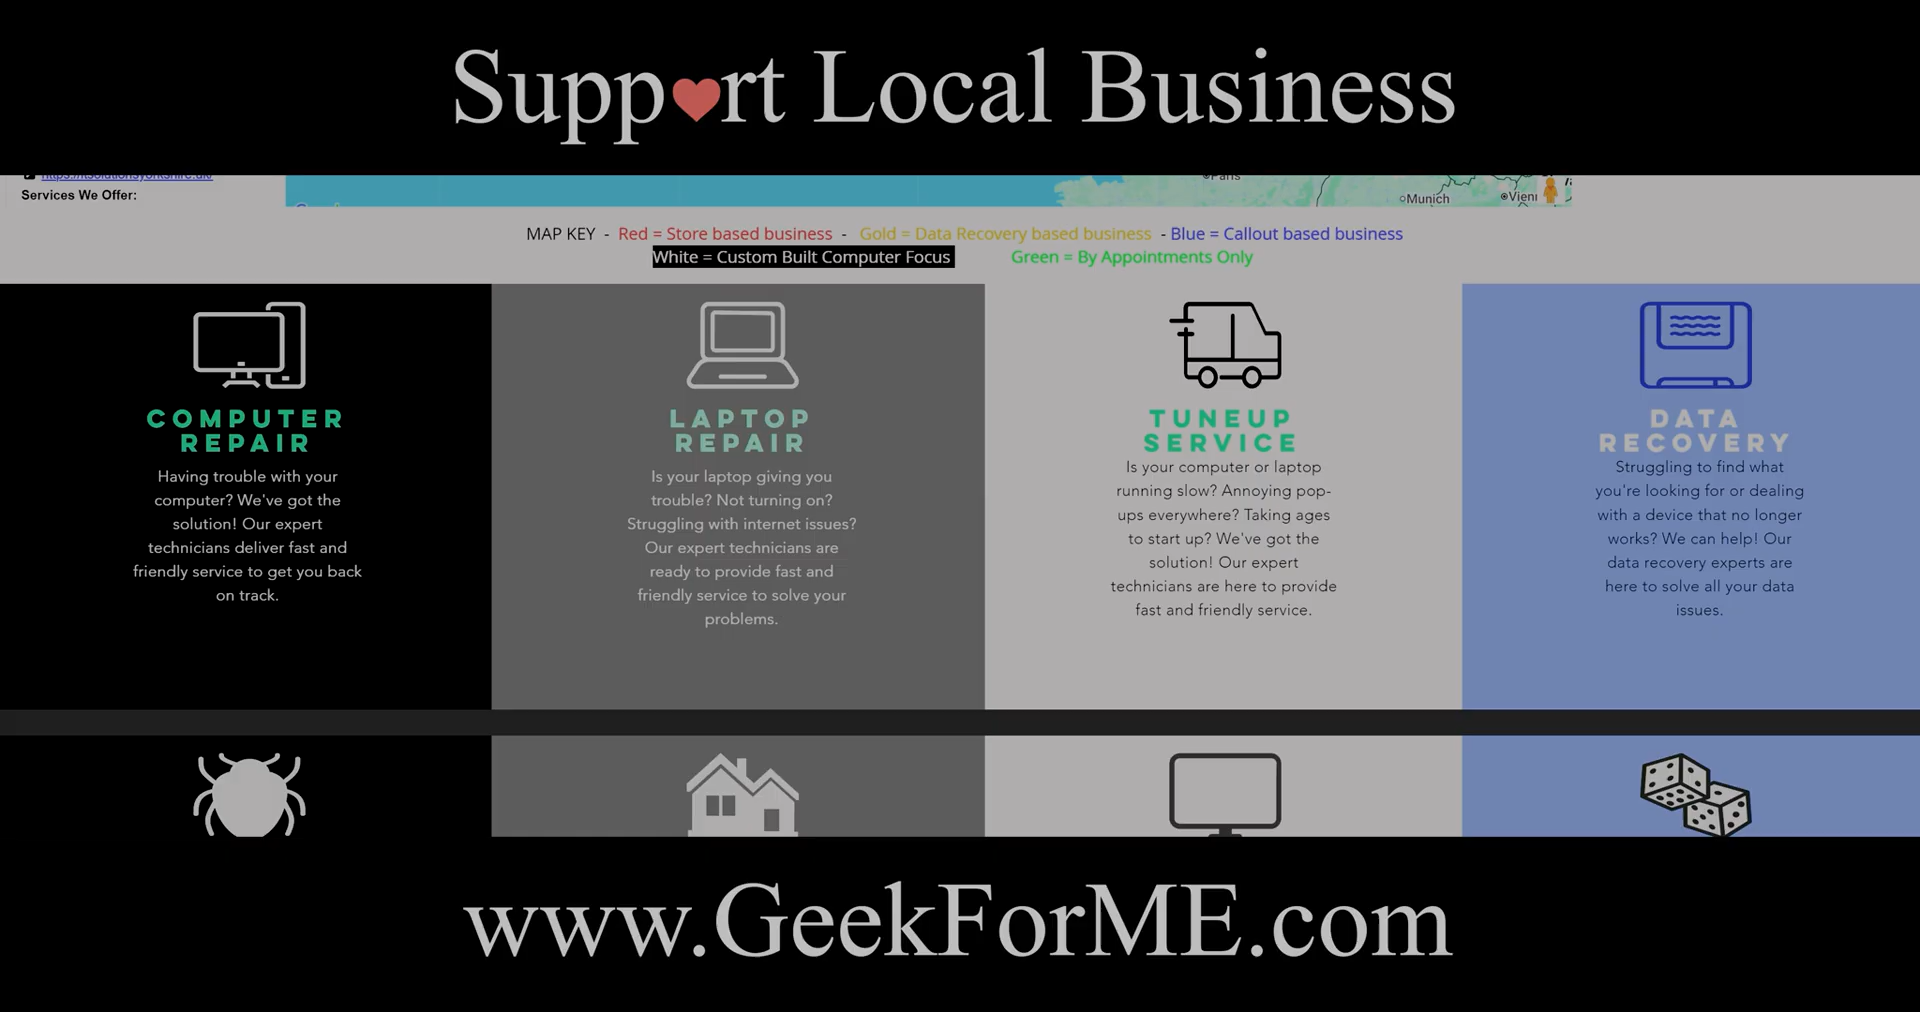 Support Local Business
https://itsolutionsyorkshire.uk/
Services We Offer:
Paris
Munich
MAP KEY - Red = Store based business - Gold = Data Recovery based business - Blue = Callout based business
White = Custom Built Computer Focus Green = By Appointments Only
COMPUTER
REPAIR
Having trouble with your
computer? We've got the
solution! Our expert
technicians deliver fast and
friendly service to get you back
on track.
LAPTOP
REPAIR
Is your laptop giving you
trouble? Not turning on?
Struggling with internet issues?
Our expert technicians are
ready to provide fast and
friendly service to solve your
problems.
TUNEUP
SERVICE
Is your computer or laptop
running slow? Annoying pop-
ups everywhere? Taking ages
to start up? We've got the
solution! Our expert
technicians are here to provide
fast and friendly service.
DATA
RECOVERY
Struggling to find what
you're looking for or dealing
with a device that no longer
works? We can help! Our
data recovery experts are
here to solve all your data
issues.
www.GeekForME.com